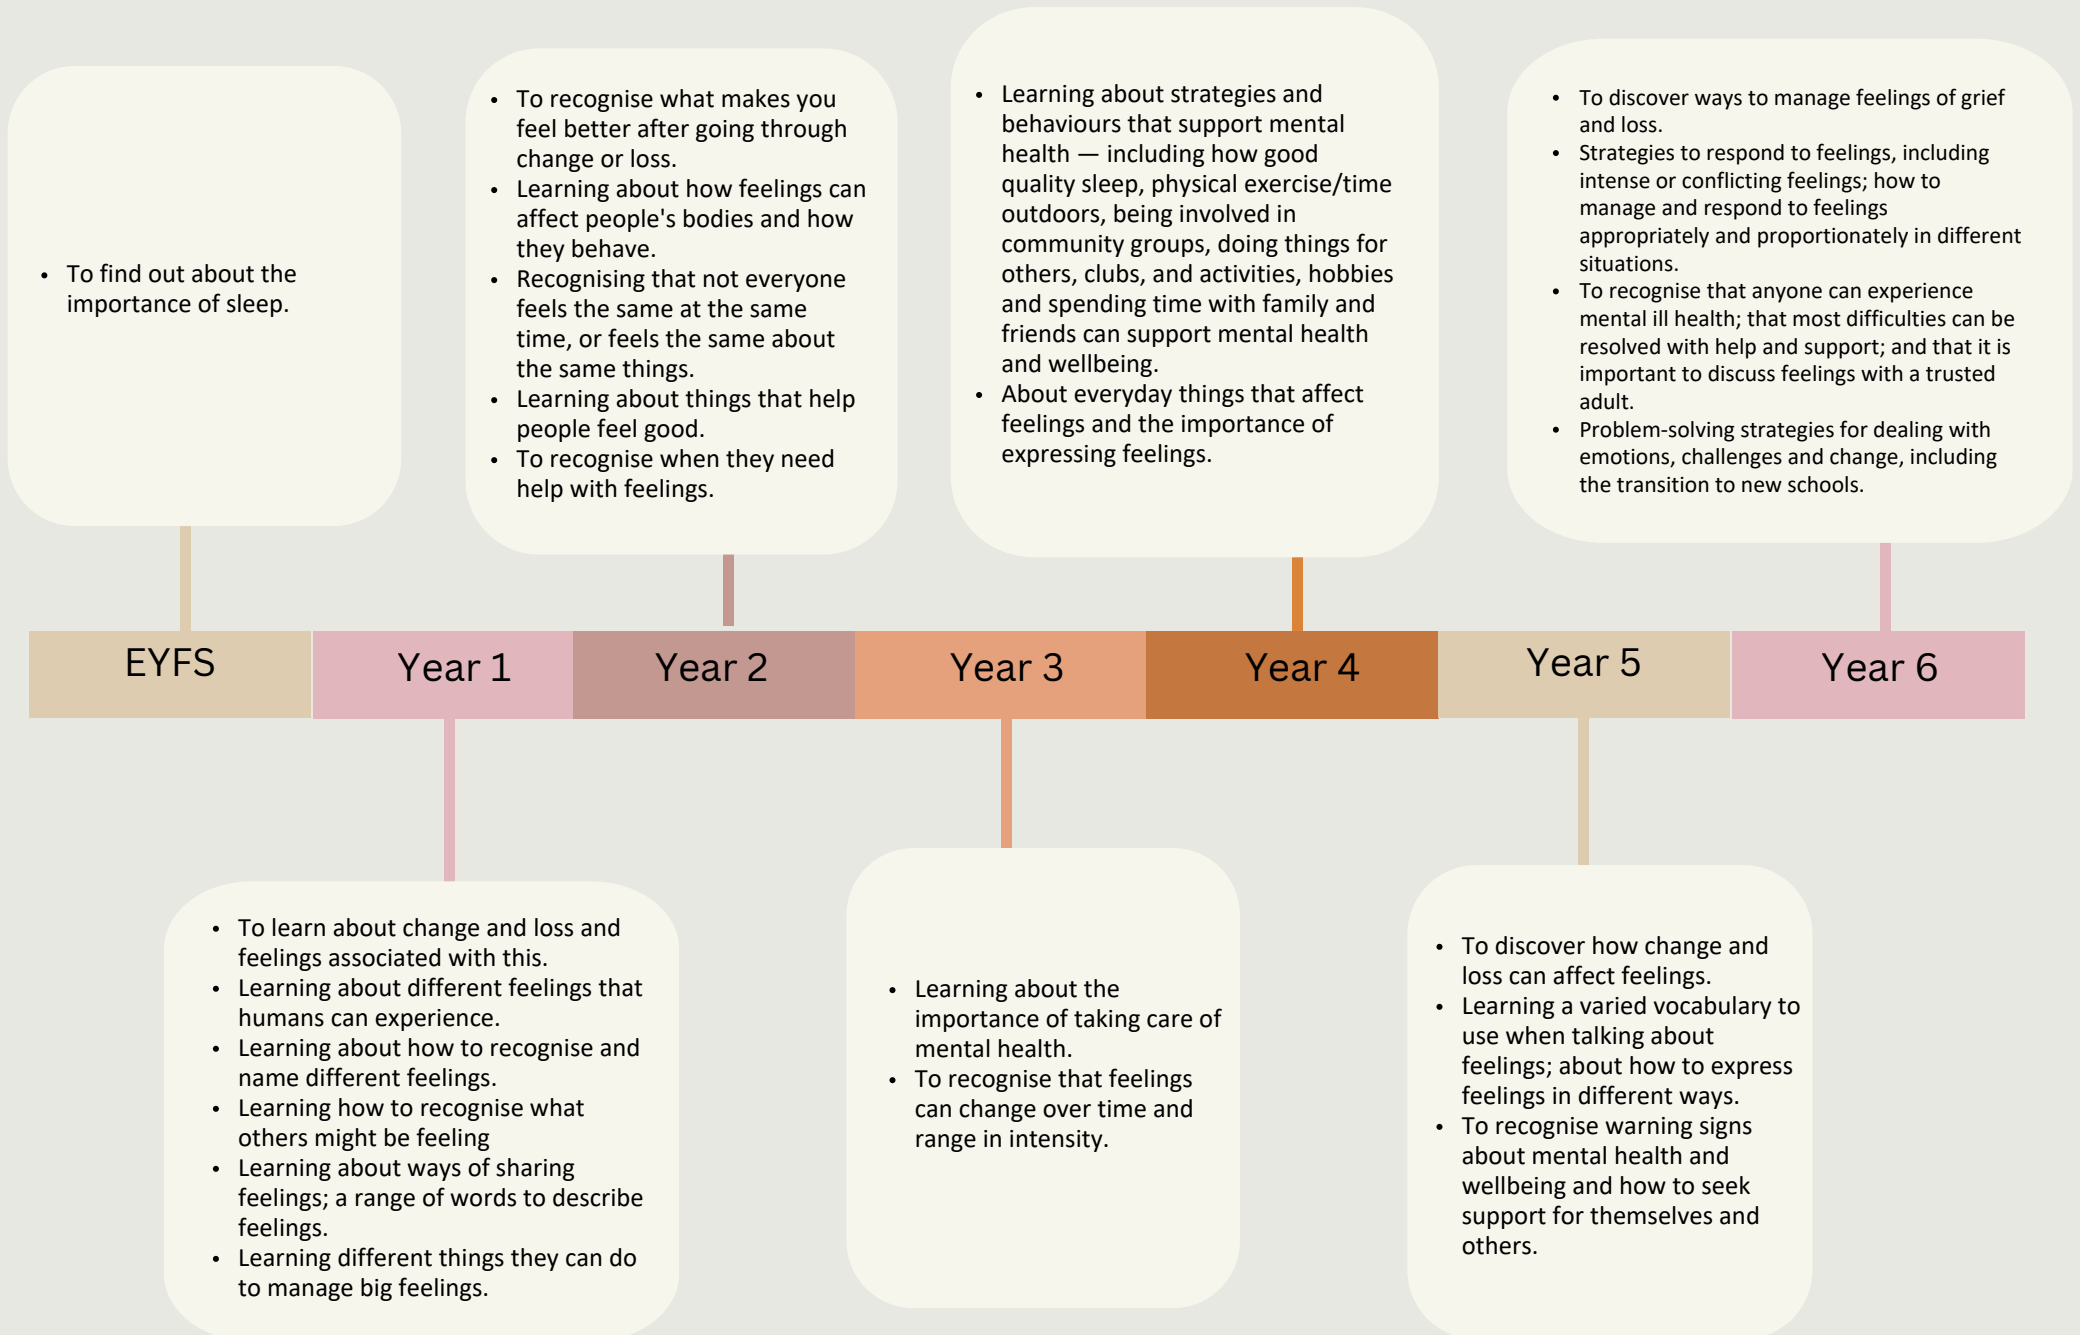 • To find out about the
importance of sleep.
• To recognise what makes you
feel better after going through
change or loss.
• Learning about how feelings can
affect people's bodies and how
they behave.
• Recognising that not everyone
feels the same at the same
time, or feels the same about
the same things.
• Learning about things that help
people feel good.
• To recognise when they need
help with feelings.
• Learning about strategies and
behaviours that support mental
health — including how good
quality sleep, physical exercise/time
outdoors, being involved in
community groups, doing things for
others, clubs, and activities, hobbies
and spending time with family and
friends can support mental health
and wellbeing.
• About everyday things that affect
feelings and the importance of
expressing feelings.
• To discover ways to manage feelings of grief
and loss.
• Strategies to respond to feelings, including
intense or conflicting feelings; how to
manage and respond to feelings
appropriately and proportionately in different
situations.
• To recognise that anyone can experience
mental ill health; that most difficulties can be
resolved with help and support; and that it is
important to discuss feelings with a trusted
adult.
• Problem-solving strategies for dealing with
emotions, challenges and change, including
the transition to new schools.
EYFS
Year 1
Year 2
Year 3
Year 4
Year 5
Year 6
• To learn about change and loss and
feelings associated with this.
• Learning about different feelings that
humans can experience.
• Learning about how to recognise and
name different feelings.
• Learning how to recognise what
others might be feeling
• Learning about ways of sharing
feelings; a range of words to describe
feelings.
• Learning different things they can do
to manage big feelings.
• Learning about the
importance of taking care of
mental health.
• To recognise that feelings
can change over time and
range in intensity.
• To discover how change and
loss can affect feelings.
• Learning a varied vocabulary to
use when talking about
feelings; about how to express
feelings in different ways.
• To recognise warning signs
about mental health and
wellbeing and how to seek
support for themselves and
others.